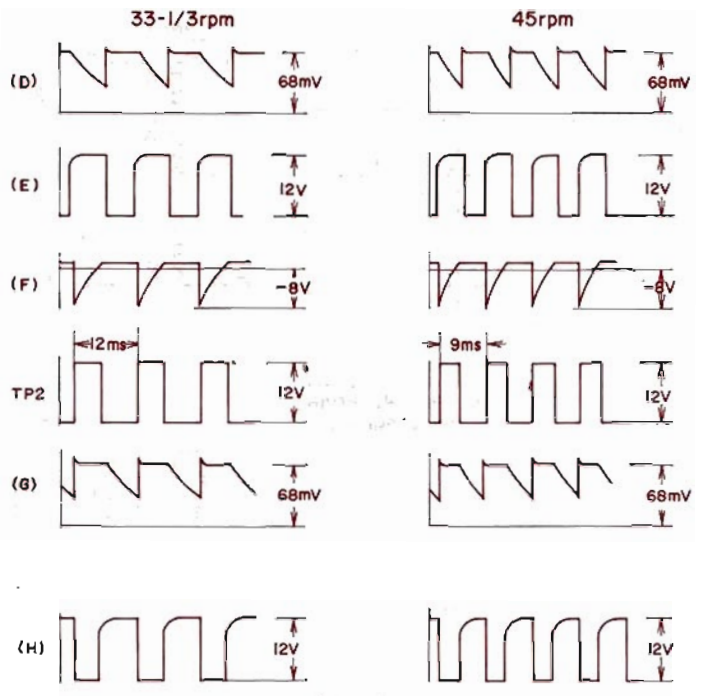 33-1/3rpm 45rpm
(D) 68mV 68mV
(E) 12V 12V
(F) -8V -8V
12ms 9ms
TP2 12V 12V
(G) 68mV 68mV
(H) 12V 12V